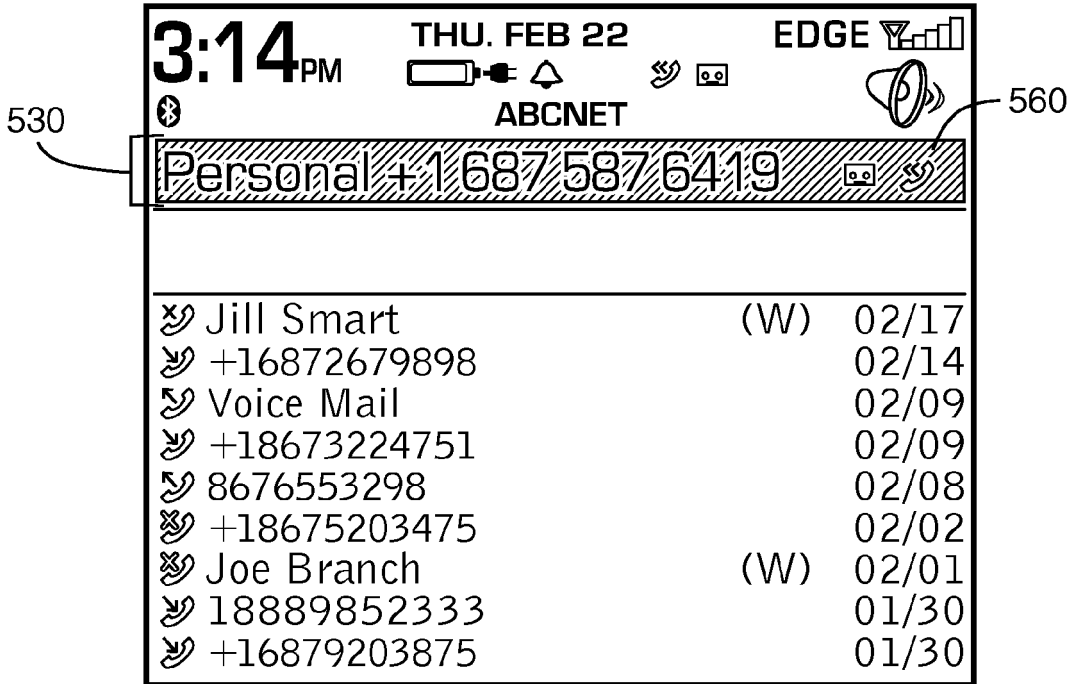 3:14PM THU. FEB 22 EDGE
ABCNET
530
560
Personal +1 687 587 6419
Jill Smart (W) 02/17
+16872679898 02/14
Voice Mail 02/09
+18673224751 02/09
8676553298 02/08
+18675203475 02/02
Joe Branch (W) 02/01
18889852333 01/30
+16879203875 01/30